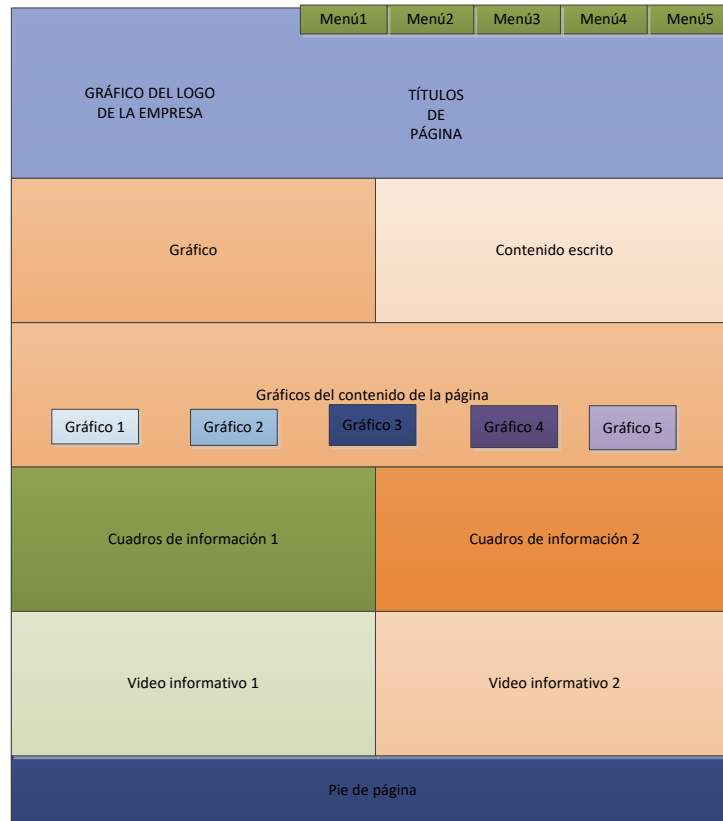 Menú1 Menú2 Menú3 Menú4 Menú5
GRÁFICO DEL LOGO
DE LA EMPRESA
TÍTULOS
DE
PÁGINA
Gráfico
Contenido escrito
Gráficos del contenido de la página
Gráfico 1 Gráfico 2 Gráfico 3 Gráfico 4 Gráfico 5
Cuadros de información 1
Cuadros de información 2
Video informativo 1
Video informativo 2
Pie de página